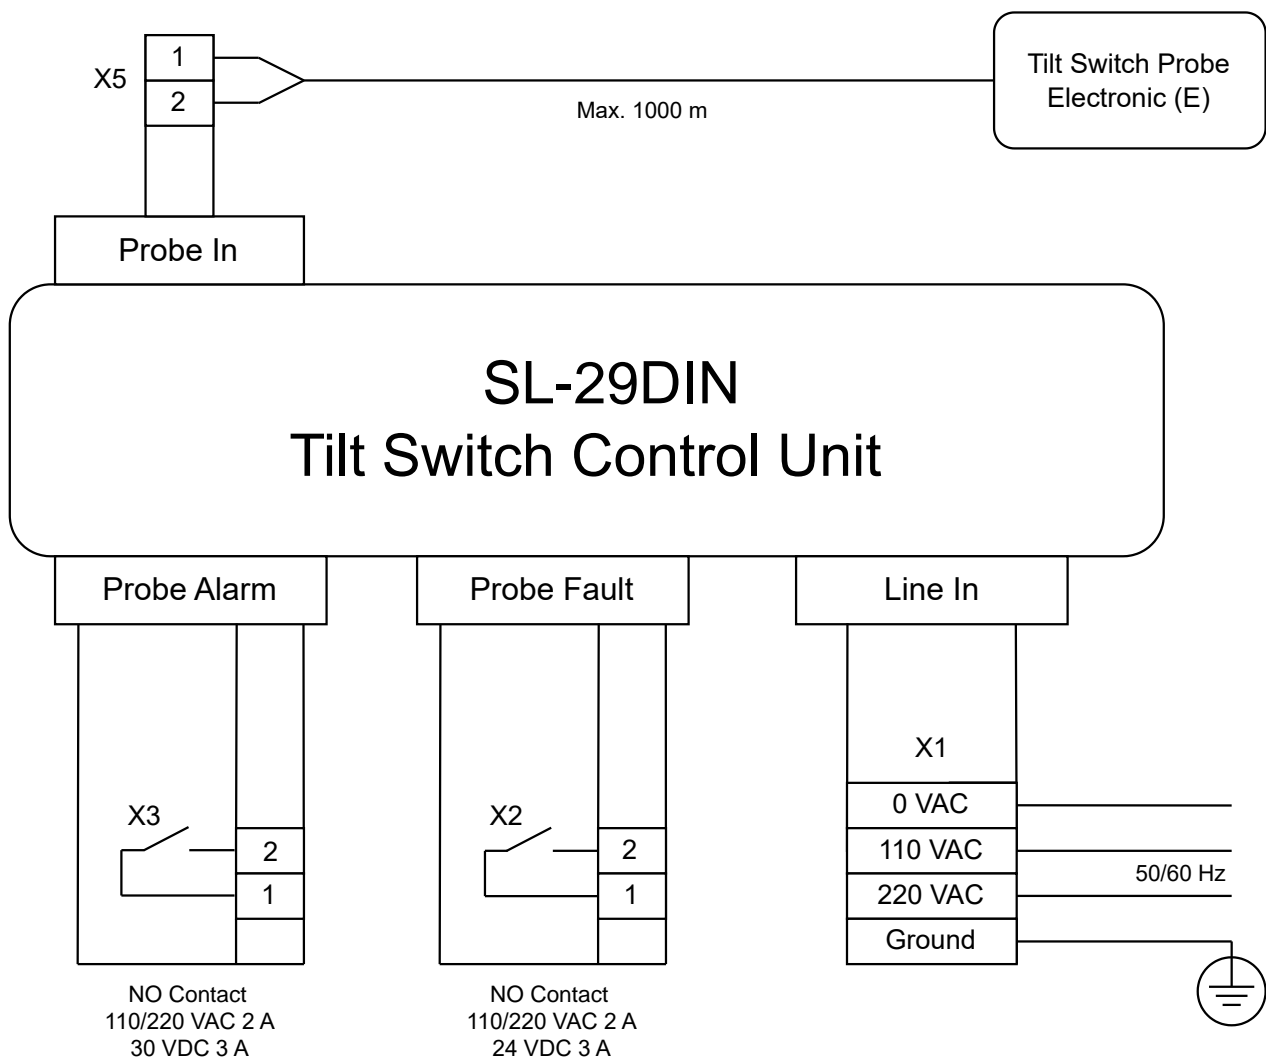 1
X5
2
Max. 1000 m
Tilt Switch Probe
Electronic (E)
Probe In
SL-29DIN
Tilt Switch Control Unit
Probe Alarm
Probe Fault
Line In
X3
2
1
NO Contact
110/220 VAC 2 A
30 VDC 3 A
X2
2
1
NO Contact
110/220 VAC 2 A
24 VDC 3 A
X1
0 VAC
110 VAC
220 VAC
Ground
50/60 Hz